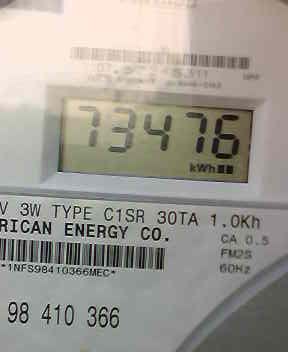 73476
kWh
V 3W TYPE C1SR 30TA 1.0Kh
RICAN ENERGY CO.
CA 0.5
FM2S
60Hz
*1NFS98410366MEC*
98 410 366